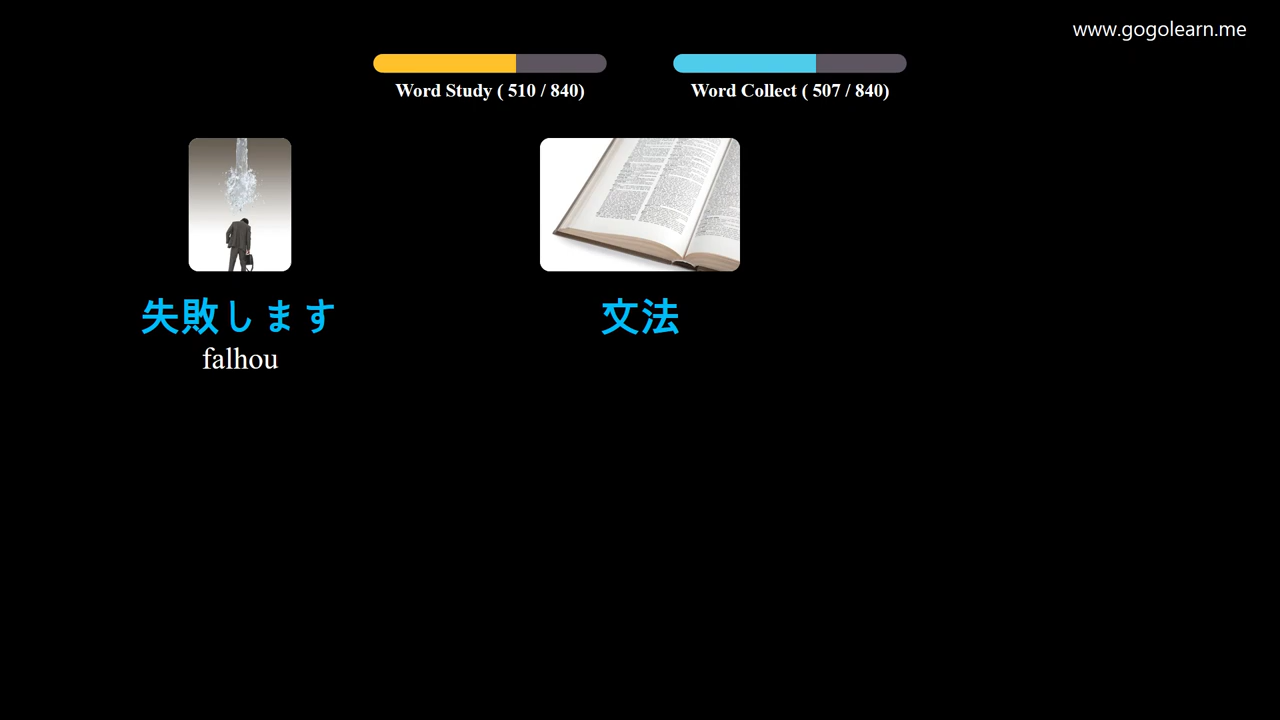 www.gogolearn.me
Word Study ( 510 / 840)
Word Collect ( 507 / 840)
失敗します
文法
falhou